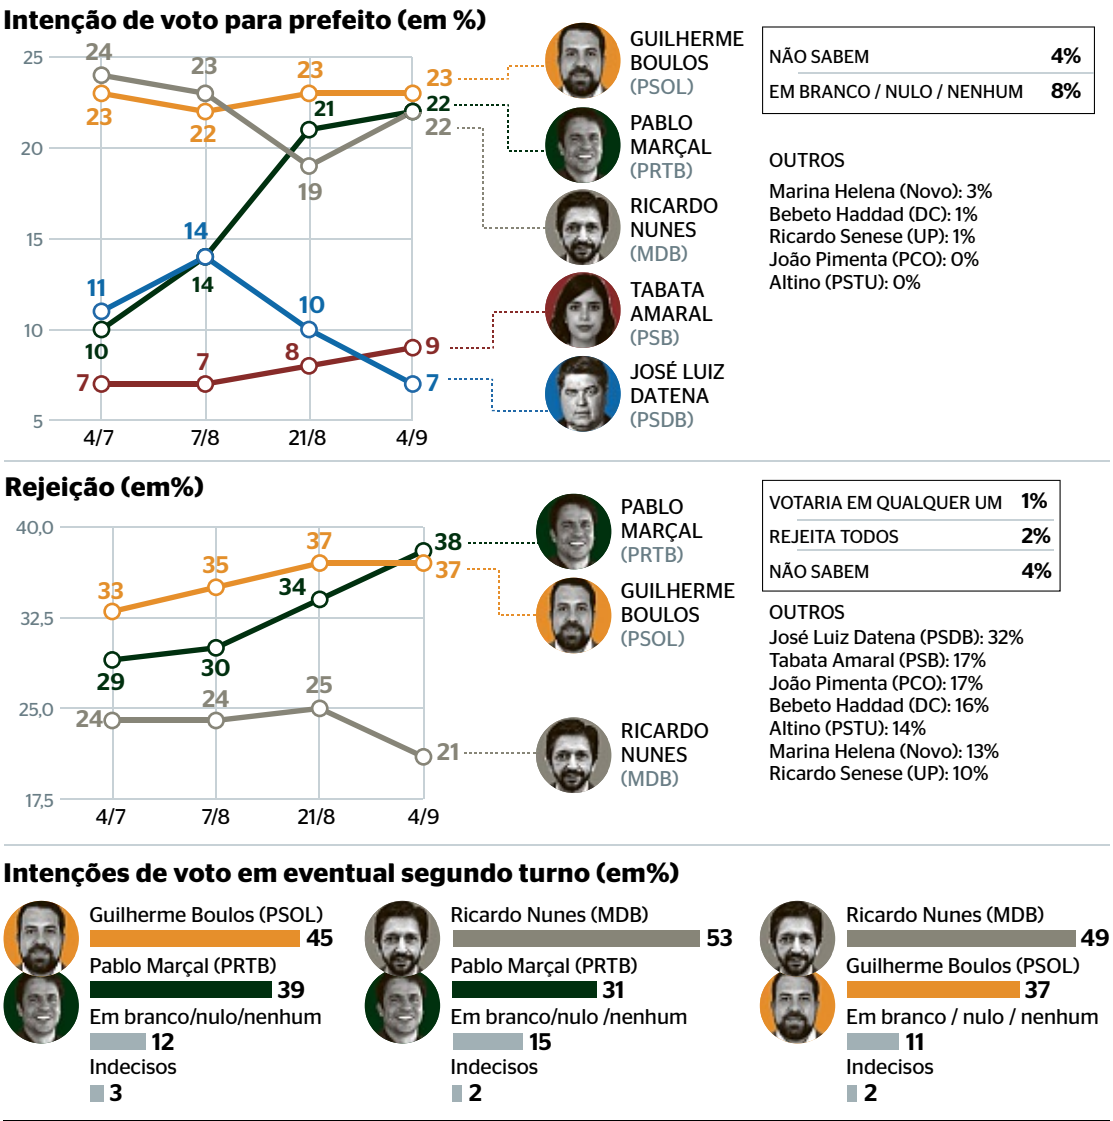 Intenção de voto para prefeito (em %)
25
20
15
10
5
24
23
23
22
23
21
19
23
22
22
11
10
14
14
10
7
7
8
9
7
4/7
7/8
21/8
4/9
GUILHERME
BOULOS
(PSOL)
PABLO
MARÇAL
(PRTB)
RICARDO
NUNES
(MDB)
TABATA
AMARAL
(PSB)
JOSÉ LUIZ
DATENA
(PSDB)
NÃO SABEM 4%
EM BRANCO / NULO / NENHUM 8%
OUTROS
Marina Helena (Novo): 3%
Bebeto Haddad (DC): 1%
Ricardo Senese (UP): 1%
João Pimenta (PCO): 0%
Altino (PSTU): 0%
Rejeição (em%)
40,0
32,5
25,0
17,5
33
35
37
37
29
30
34
38
24
24
25
21
4/7
7/8
21/8
4/9
PABLO
MARÇAL
(PRTB)
GUILHERME
BOULOS
(PSOL)
RICARDO
NUNES
(MDB)
VOTARIA EM QUALQUER UM 1%
REJEITA TODOS 2%
NÃO SABEM 4%
OUTROS
José Luiz Datena (PSDB): 32%
Tabata Amaral (PSB): 17%
João Pimenta (PCO): 17%
Bebeto Haddad (DC): 16%
Altino (PSTU): 14%
Marina Helena (Novo): 13%
Ricardo Senese (UP): 10%
Intenções de voto em eventual segundo turno (em%)
Guilherme Boulos (PSOL)
45
Pablo Marçal (PRTB)
39
Em branco/nulo/nenhum
12
Indecisos
3
Ricardo Nunes (MDB)
53
Pablo Marçal (PRTB)
31
Em branco/nulo /nenhum
15
Indecisos
2
Ricardo Nunes (MDB)
49
Guilherme Boulos (PSOL)
37
Em branco / nulo / nenhum
11
Indecisos
2